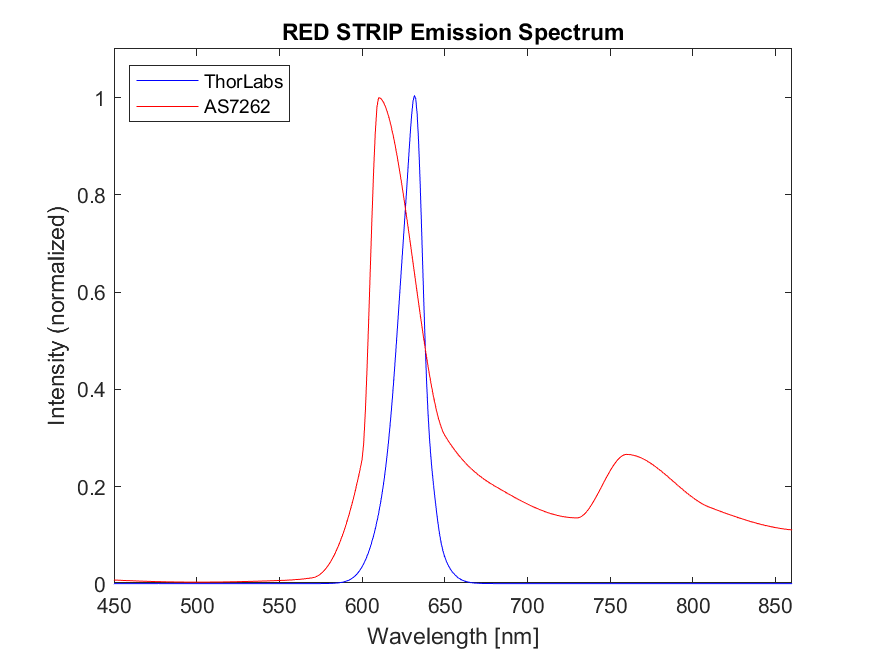 RED STRIP Emission Spectrum
ThorLabs
AS7262
Intensity (normalized)
1
0.8
0.6
0.4
0.2
0
450 500 550 600 650 700 750 800 850
Wavelength [nm]